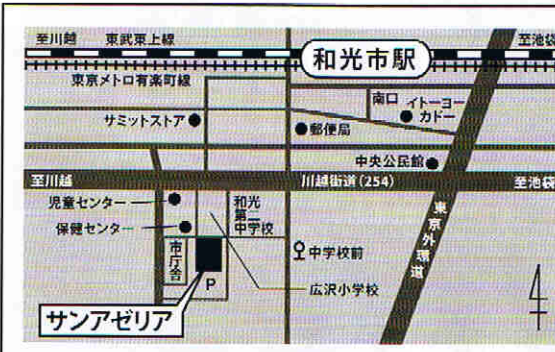 至川越 東武東上線 至池袋
和光市駅
東京メトロ有楽町線
南口 イトーヨー
カドー
サミットストア
郵便局
中央公民館
至川越 川越街道(254) 至池袋
児童センター
和光
第二
中学校
保健センター
東京外環道
市庁舎
中学校前
P
広沢小学校
サンアゼリア